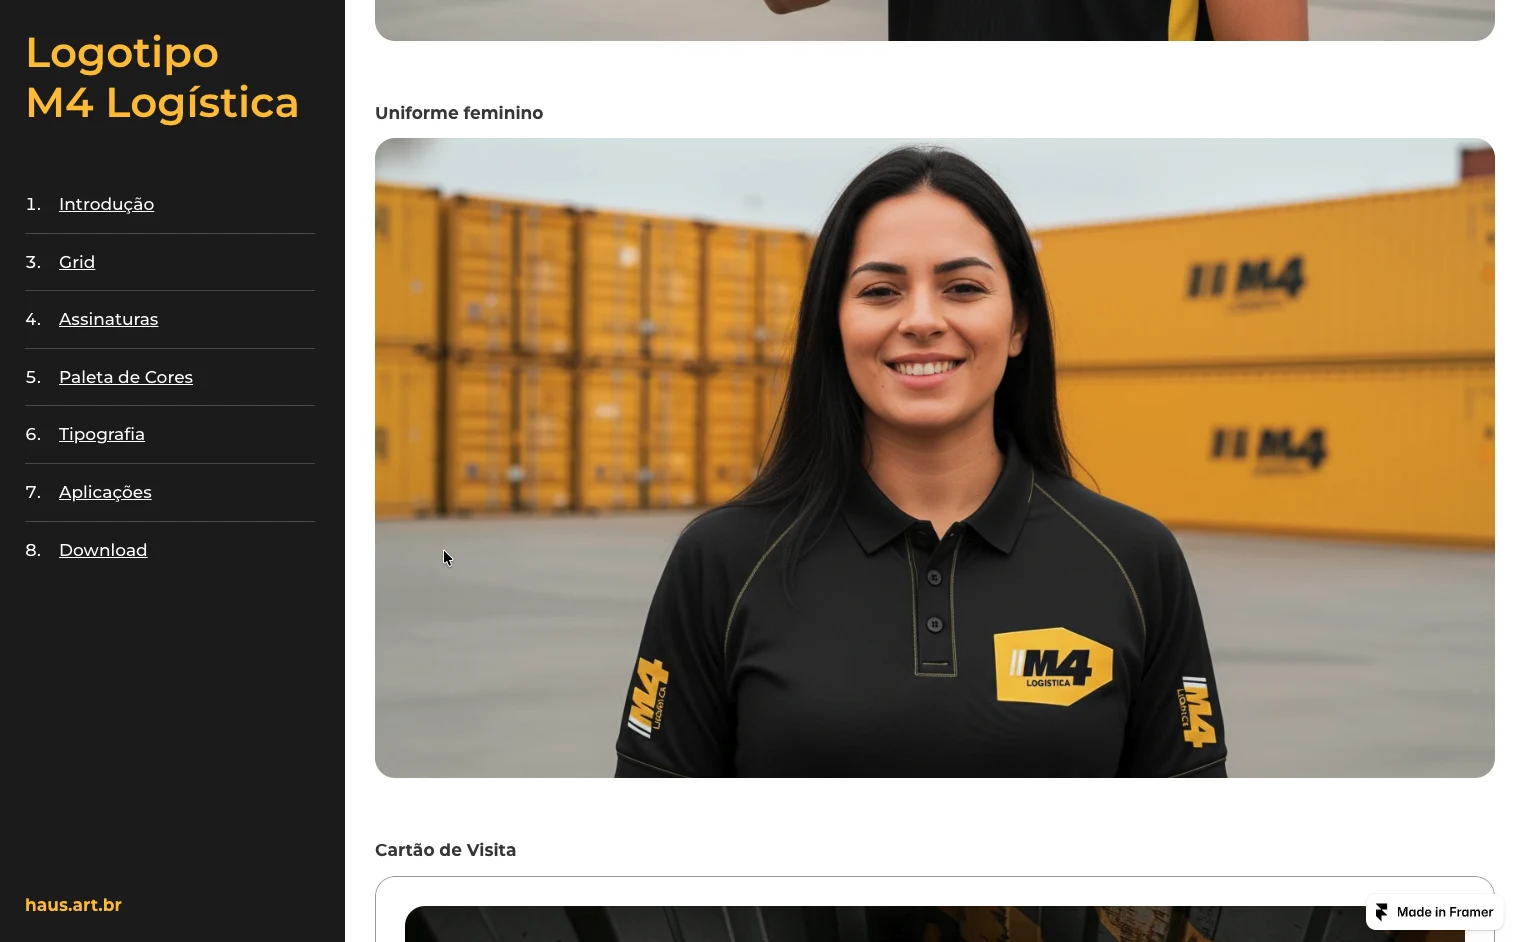 Logotipo
M4 Logística
1. Introdução
3. Grid
4. Assinaturas
5. Paleta de Cores
6. Tipografia
7. Aplicações
8. Download
haus.art.br
Uniforme feminino
M4
M4
M4
LOGÍSTICA
M4
M4
Cartão de Visita
Made in Framer